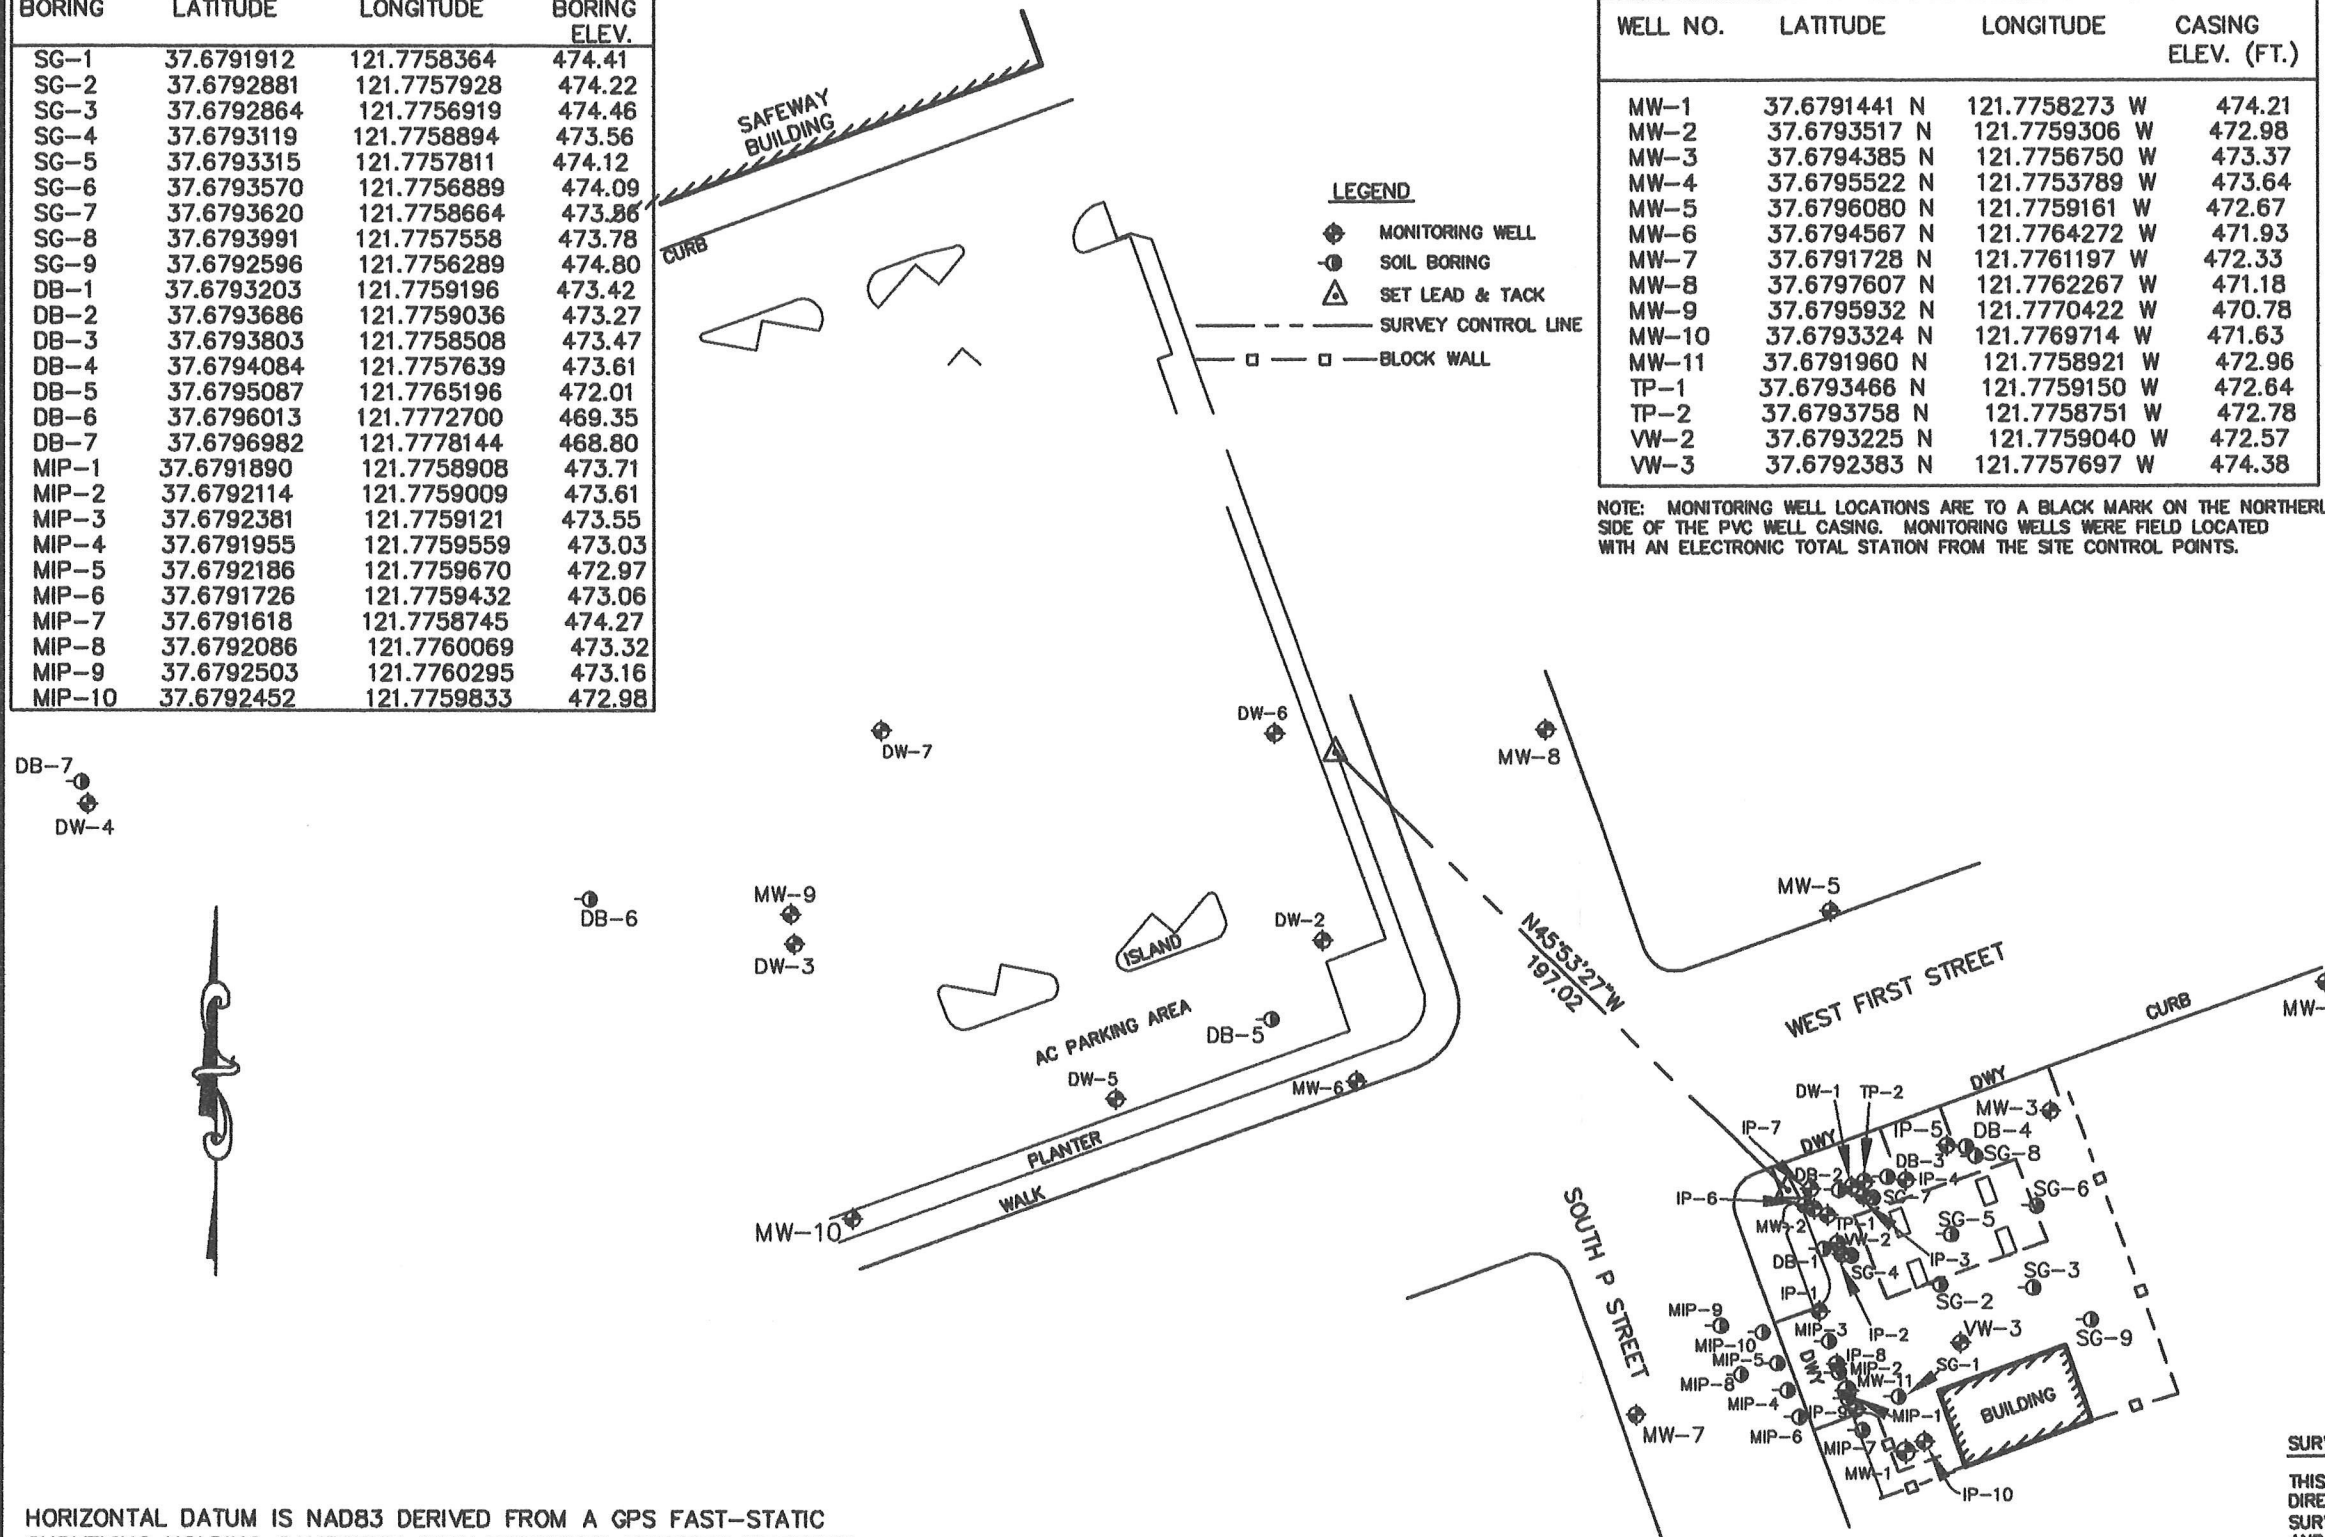 BORING LATITUDE LONGITUDE BORING ELEV.
SG-1 37.6791912 121.7758364 474.41
SG-2 37.6792881 121.7757928 474.22
SG-3 37.6792864 121.7756919 474.46
SG-4 37.6793119 121.7758894 473.56
SG-5 37.6793315 121.7757811 474.12
SG-6 37.6793570 121.7756889 474.09
SG-7 37.6793620 121.7758664 473.86
SG-8 37.6793991 121.7757558 473.78
SG-9 37.6792596 121.7756289 474.80
DB-1 37.6793203 121.7759196 473.42
DB-2 37.6793686 121.7759036 473.27
DB-3 37.6793803 121.7758508 473.47
DB-4 37.6794084 121.7757639 473.61
DB-5 37.6795087 121.7765196 472.01
DB-6 37.6796013 121.7772700 469.35
DB-7 37.6796982 121.7778144 468.80
MIP-1 37.6791890 121.7758908 473.71
MIP-2 37.6792114 121.7759009 473.61
MIP-3 37.6792381 121.7759121 473.55
MIP-4 37.6791955 121.7759559 473.03
MIP-5 37.6792186 121.7759670 472.97
MIP-6 37.6791726 121.7759432 473.06
MIP-7 37.6791618 121.7758745 474.27
MIP-8 37.6792086 121.7760069 473.32
MIP-9 37.6792503 121.7760295 473.16
MIP-10 37.6792452 121.7759833 472.98
SAFEWAY
BUILDING
CURB
LEGEND
MONITORING WELL
SOIL BORING
SET LEAD & TACK
SURVEY CONTROL LINE
BLOCK WALL
WELL NO. LATITUDE LONGITUDE CASING
ELEV. (FT.)
MW-1 37.6791441 N 121.7758273 W 474.21
MW-2 37.6793517 N 121.7759306 W 472.98
MW-3 37.6794385 N 121.7756750 W 473.37
MW-4 37.6795522 N 121.7753789 W 473.64
MW-5 37.6796080 N 121.7759161 W 472.67
MW-6 37.6794567 N 121.7764272 W 471.93
MW-7 37.6791728 N 121.7761197 W 472.33
MW-8 37.6797607 N 121.7762267 W 471.18
MW-9 37.6795932 N 121.7770422 W 470.78
MW-10 37.6793324 N 121.7769714 W 471.63
MW-11 37.6791960 N 121.7758921 W 472.96
TP-1 37.6793466 N 121.7759150 W 472.64
TP-2 37.6793758 N 121.7758751 W 472.78
VW-2 37.6793225 N 121.7759040 W 472.57
VW-3 37.6792383 N 121.7757697 W 474.38
NOTE: MONITORING WELL LOCATIONS ARE TO A BLACK MARK ON THE NORTHERL
SIDE OF THE PVC WELL CASING. MONITORING WELLS WERE FIELD LOCATED
WITH AN ELECTRONIC TOTAL STATION FROM THE SITE CONTROL POINTS.
DW-6
DW-7
MW-8
DB-7
DW-4
MW-9
DB-6
DW-3
DW-2
MW-5
ISLAND
N45°53'27"W
197.02
WEST FIRST STREET
CURB
MW-
AC PARKING AREA
DB-5
DW-5
MW-6
PLANTER
WALK
MW-10
DW-1
TP-2
DWY
MW-3
IP-7
DWY
IP-5
DB-4
SG-8
DB-3
DB-2
IP-4
IP-6
SG-7
SG-6
MW-2
TP-1
SG-5
VW-2
DB-1
SG-4
IP-3
SG-3
SOUTH P STREET
IP-1
SG-2
MIP-9
MIP-3
IP-2
VW-3
SG-9
MIP-10
MIP-5
DWY
IP-8
MIP-2
SG-1
MIP-8
MW-11
MIP-4
IP-9
MIP-1
BUILDING
MW-7
MIP-6
MIP-7
MW-1
IP-10
SUR
THIS
DIRE
SUR
HORIZONTAL DATUM IS NAD83 DERIVED FROM A GPS FAST-STATIC